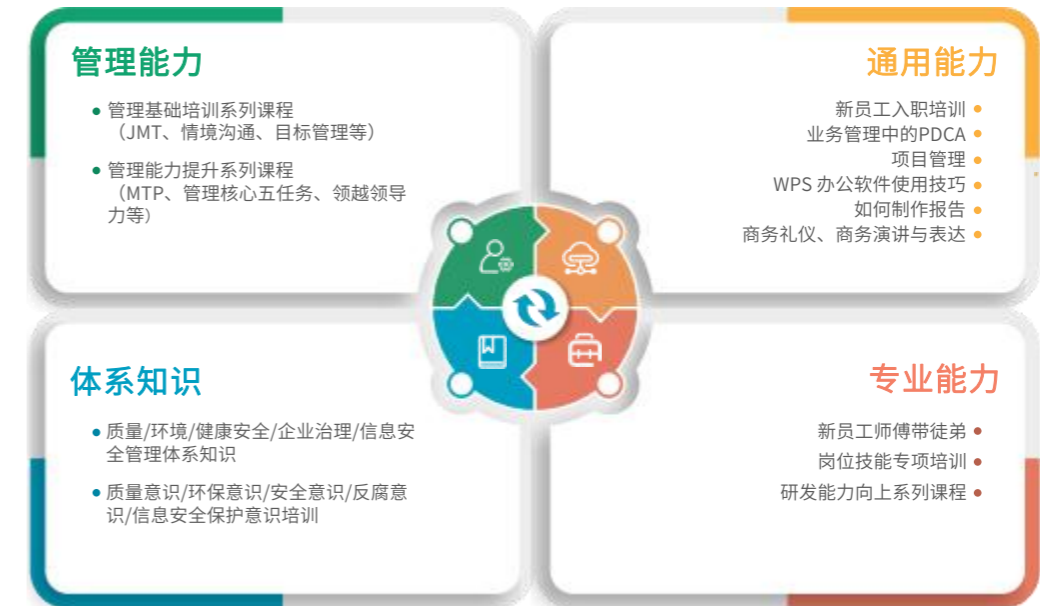 管理能力
● 管理基础培训系列课程
（JMT、情境沟通、目标管理等）
● 管理能力提升系列课程
（MTP、管理核心五任务、领越领导
力等）
通用能力
新员工入职培训 ●
业务管理中的PDCA ●
项目管理 ●
WPS 办公软件使用技巧 ●
如何制作报告 ●
商务礼仪、商务演讲与表达 ●
体系知识
● 质量/环境/健康安全/企业治理/信息安
全管理体系知识
● 质量意识/环保意识/安全意识/反腐意
识/信息安全保护意识培训
专业能力
新员工师傅带徒弟 ●
岗位技能专项培训 ●
研发能力向上系列课程 ●